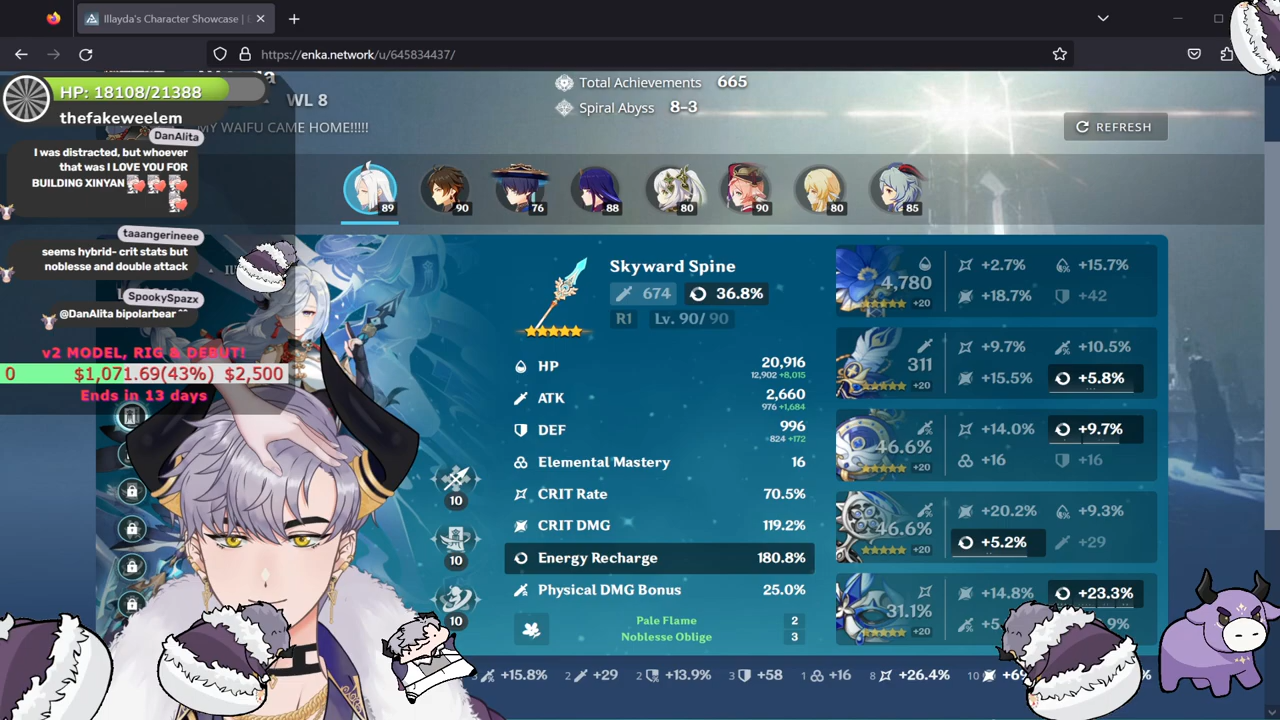 Illayda's Character Showcase |
https://enka.network/u/645834437/
HP: 18108/21388
thefakeweelem
WL 8
MY WAIFU CAME HOME!!!!!
Total Achievements 665
Spiral Abyss 8-3
REFRESH
DanAlita
I was distracted, but whoever
that was I LOVE YOU FOR
BUILDING XINYAN
taaangerineee
seems hybrid- crit stats but
noblesse and double attack
SpookySpazx
@DanAlita bipolarbear ^^
v2 MODEL, RIG & DEBUT!
0 $1,071.69(43%) $2,500
Ends in 13 days
89 90 76 88 80 90 80 85
Skyward Spine
674 36.8%
R1 Lv. 90/ 90
HP 20,916
12,902 +8,015
ATK 2,660
976 +1,684
DEF 996
824 +172
Elemental Mastery 16
CRIT Rate 70.5%
CRIT DMG 119.2%
Energy Recharge 180.8%
Physical DMG Bonus 25.0%
Pale Flame 2
Noblesse Oblige 3
10
10
10
4,780
+20
+2.7% +15.7%
+18.7% +42
311
+20
+9.7% +10.5%
+15.5% +5.8%
46.6%
+20
+14.0% +9.7%
+16 +16
46.6%
+20
+20.2% +9.3%
+5.2% +29
31.1%
+20
+14.8% +23.3%
+15.8% 2 +29 2 +13.9% 3 +58 1 +16 8 +26.4% 10